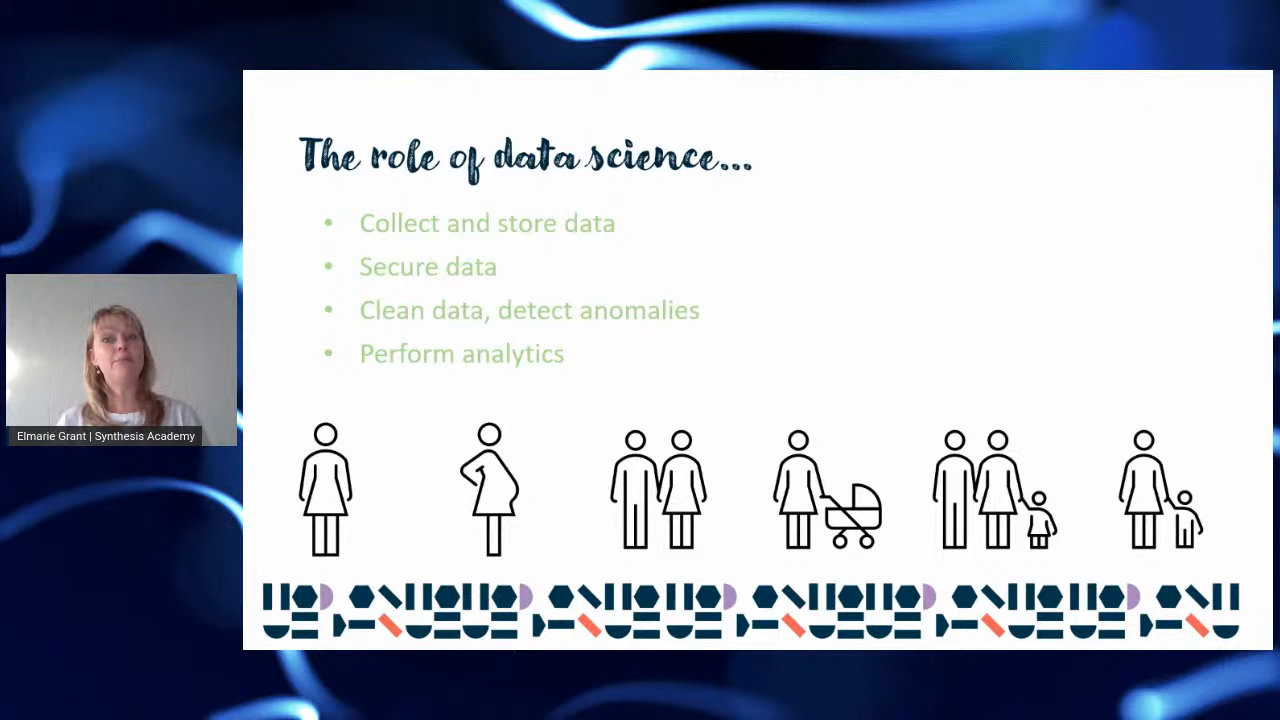 The role of data science...
• Collect and store data
• Secure data
• Clean data, detect anomalies
• Perform analytics
Elmarie Grant | Synthesis Academy